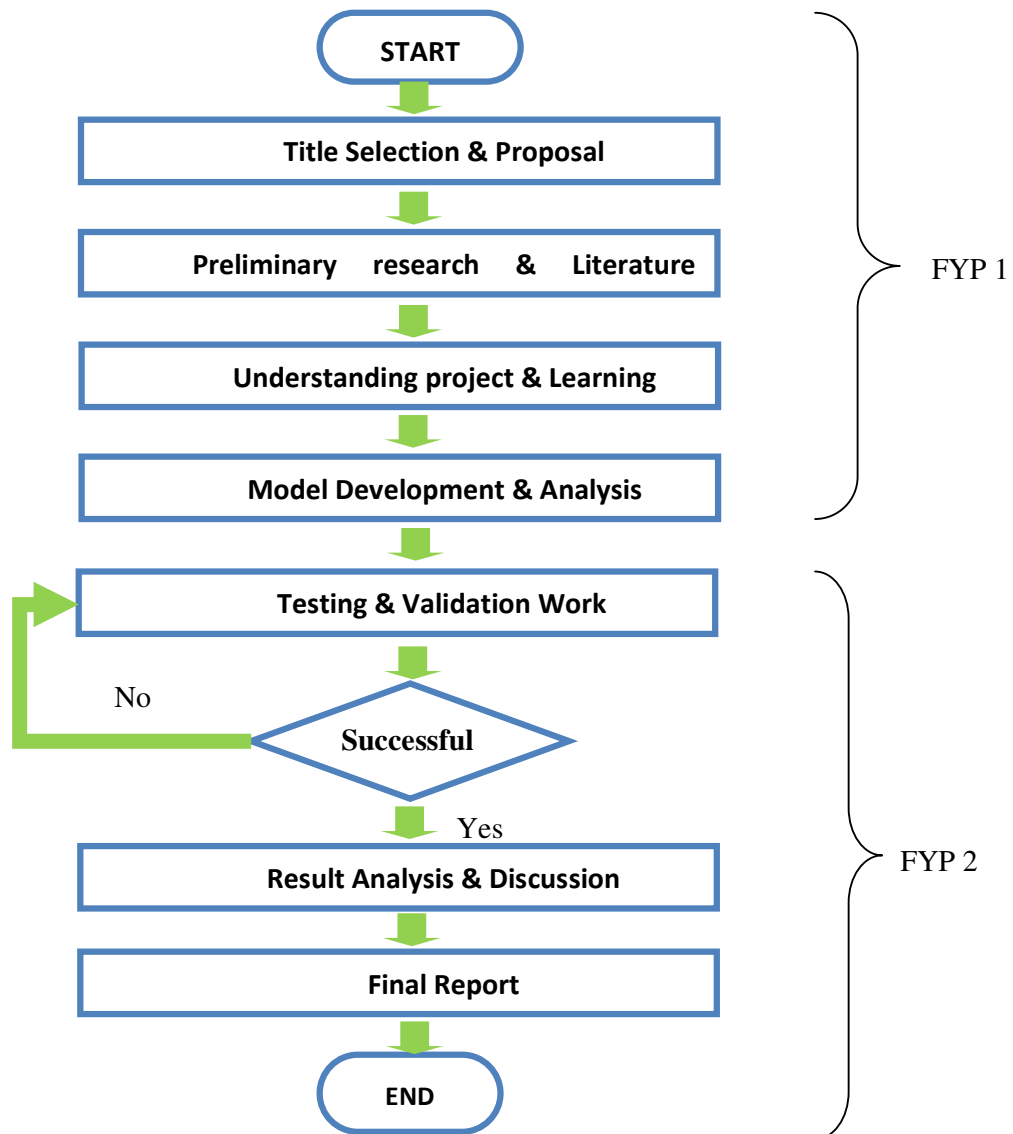 START
Title Selection & Proposal
Preliminary research & Literature
FYP 1
Understanding project & Learning
Model Development & Analysis
Testing & Validation Work
No
Successful
Yes
FYP 2
Result Analysis & Discussion
Final Report
END